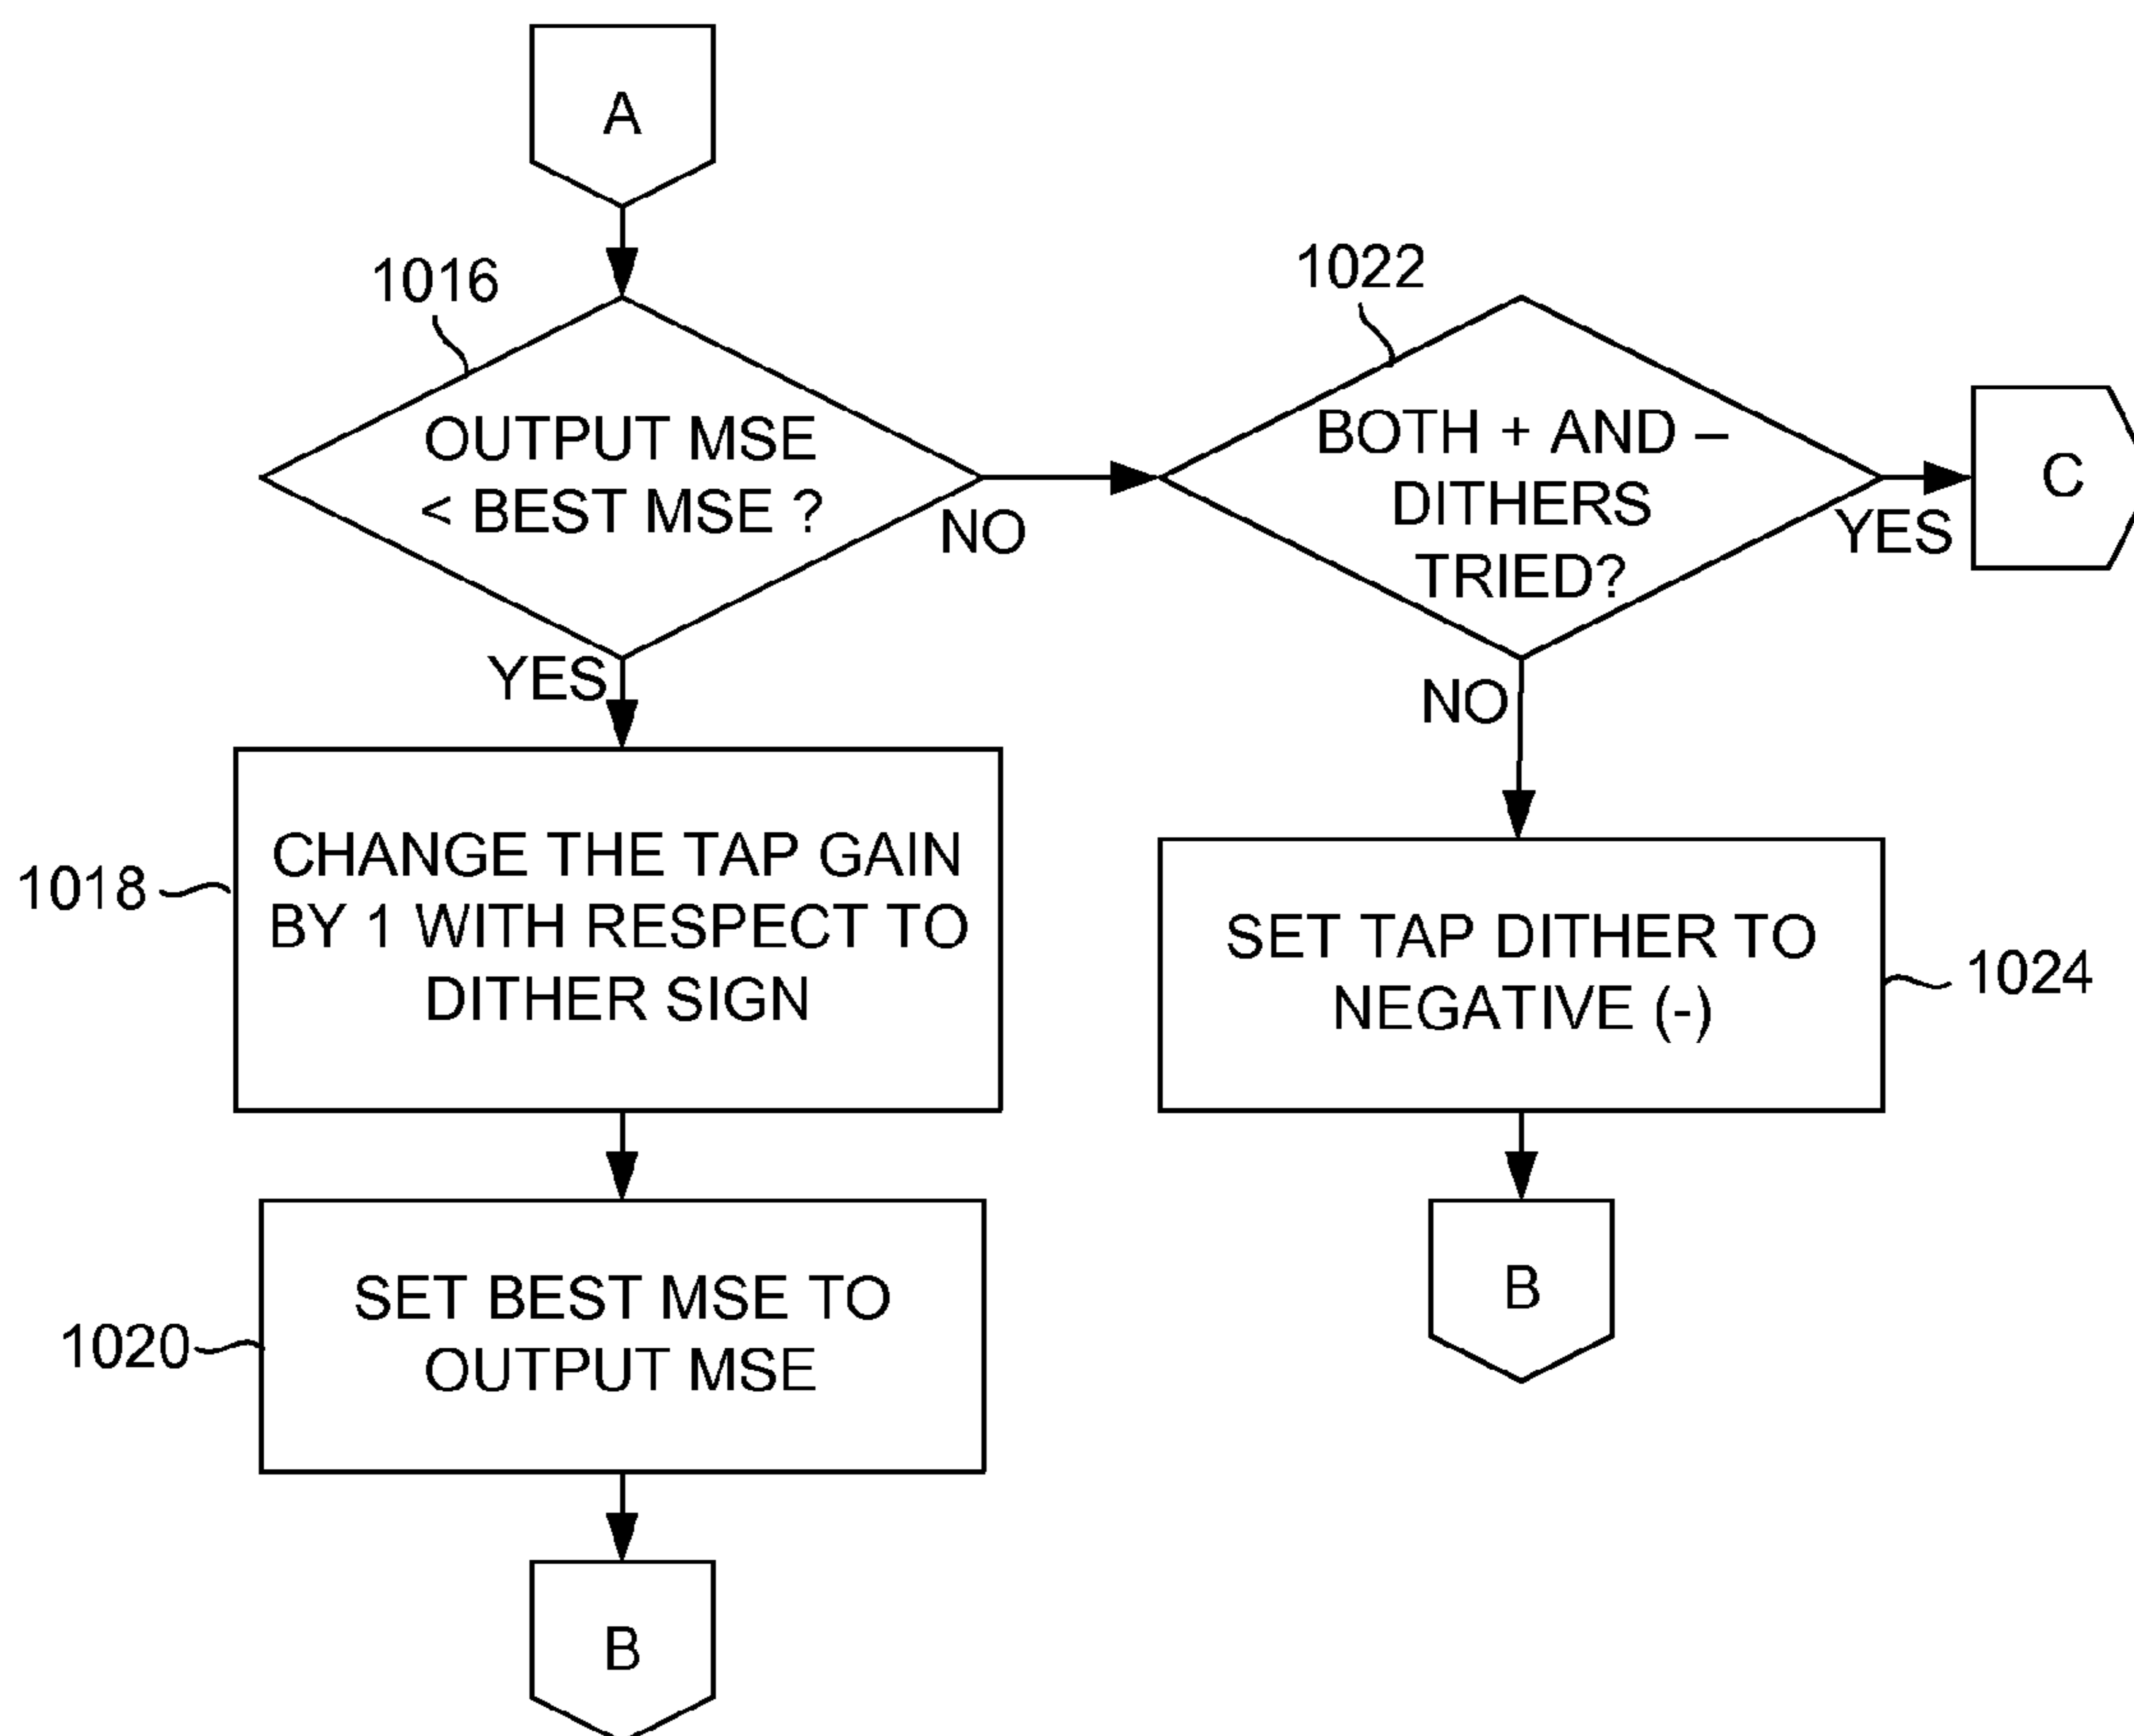 A
1016
OUTPUT MSE
< BEST MSE ?
NO
YES
1022
BOTH + AND –
DITHERS
TRIED?
YES
C
NO
1018
CHANGE THE TAP GAIN
BY 1 WITH RESPECT TO
DITHER SIGN
SET TAP DITHER TO
NEGATIVE (-)
1024
1020
SET BEST MSE TO
OUTPUT MSE
B
B